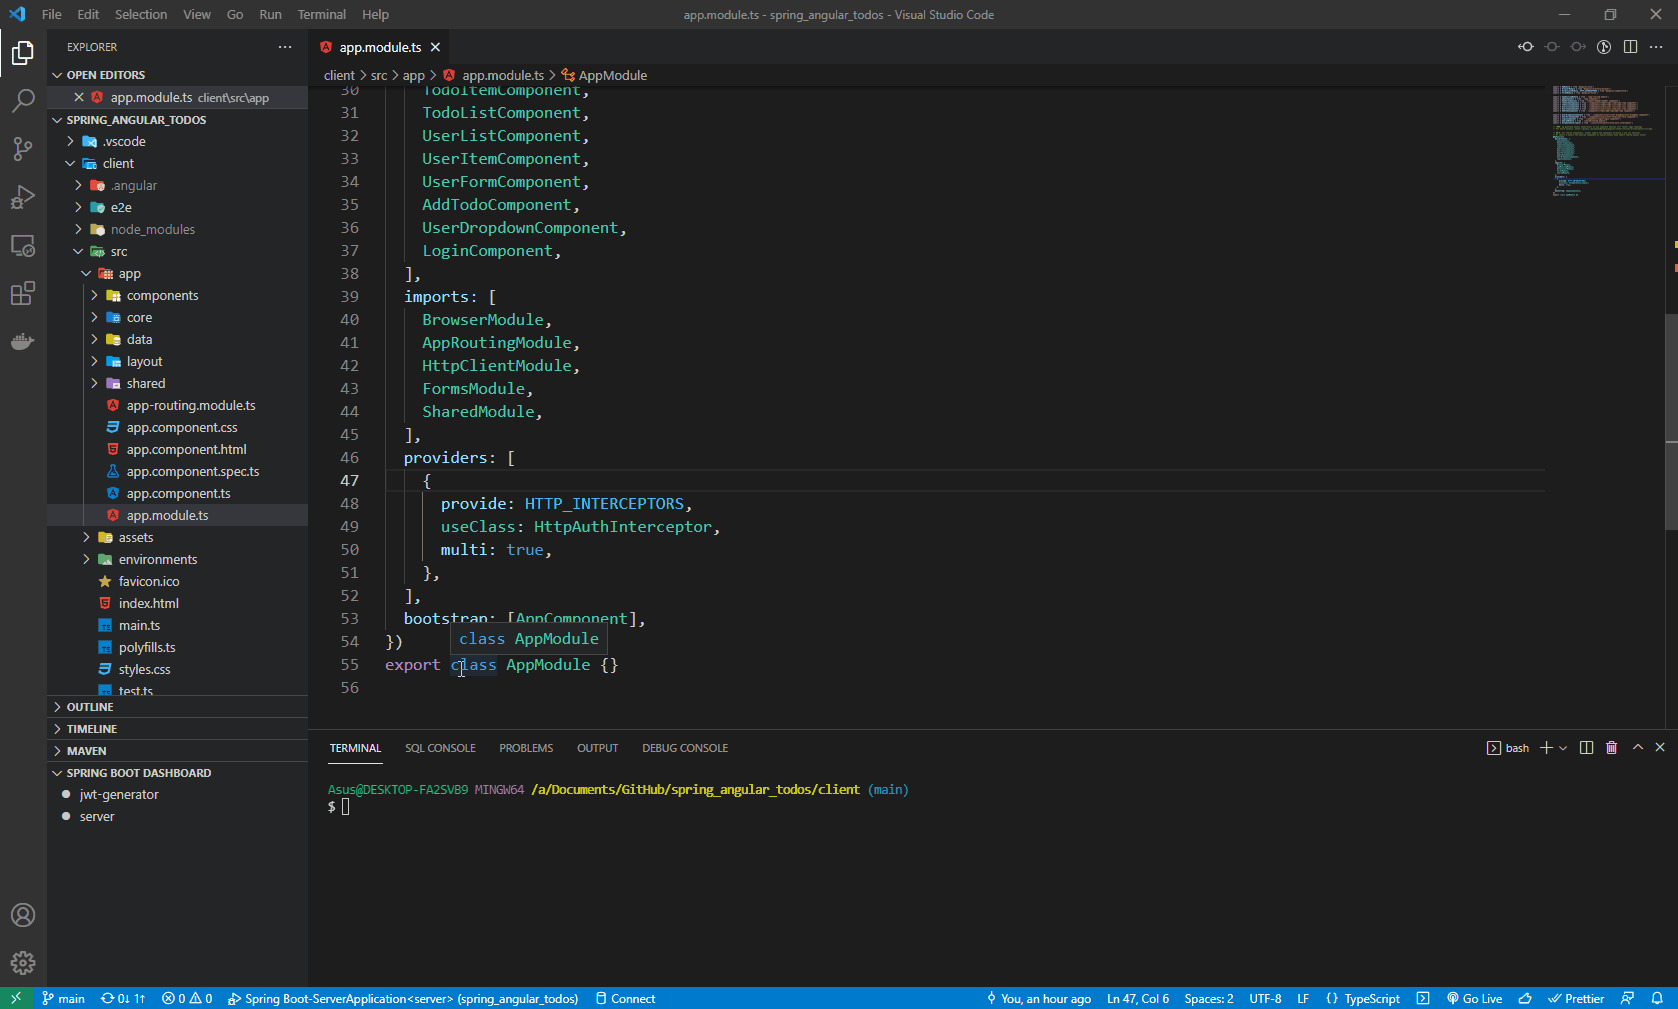 File Edit Selection View Go Run Terminal Help
app.module.ts - spring_angular_todos - Visual Studio Code
EXPLORER
OPEN EDITORS
app.module.ts client\src\app
SPRING_ANGULAR_TODOS
.vscode
client
.angular
e2e
node_modules
src
app
components
core
data
layout
shared
app-routing.module.ts
app.component.css
app.component.html
app.component.spec.ts
app.component.ts
app.module.ts
assets
environments
favicon.ico
index.html
main.ts
polyfills.ts
styles.css
test.ts
OUTLINE
TIMELINE
MAVEN
SPRING BOOT DASHBOARD
jwt-generator
server
app.module.ts
client > src > app > app.module.ts > AppModule
30 TodoItemComponent,
31 TodoListComponent,
32 UserListComponent,
33 UserItemComponent,
34 UserFormComponent,
35 AddTodoComponent,
36 UserDropdownComponent,
37 LoginComponent,
38 ],
39 imports: [
40 BrowserModule,
41 AppRoutingModule,
42 HttpClientModule,
43 FormsModule,
44 SharedModule,
45 ],
46 providers: [
47 {
48 provide: HTTP_INTERCEPTORS,
49 useClass: HttpAuthInterceptor,
50 multi: true,
51 },
52 ],
53 bootstrap: [AppComponent],
class AppModule
54 })
55 export class AppModule {}
56
TERMINAL SQL CONSOLE PROBLEMS OUTPUT DEBUG CONSOLE
bash
Asus@DESKTOP-FA2SVB9 MINGW64 /a/Documents/GitHub/spring_angular_todos/client (main)
$
main 0↓ 1↑ 0 0 Spring Boot-ServerApplication<server> (spring_angular_todos) Connect You, an hour ago Ln 47, Col 6 Spaces: 2 UTF-8 LF {} TypeScript Go Live Prettier